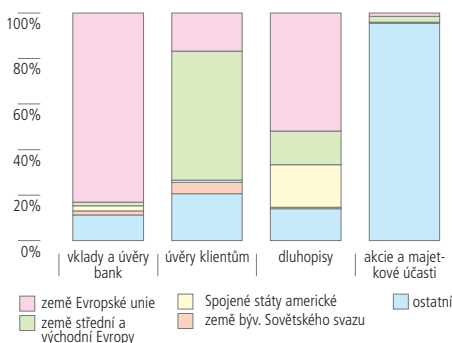 100%
80%
60%
40%
20%
0%
vklady a úvěry
bank
úvěry klientům
dluhopisy
akcie a majet-
kové účasti
země Evropské unie
země střední a
východní Evropy
Spojené státy americké
země býv. Sovětského svazu
ostatní